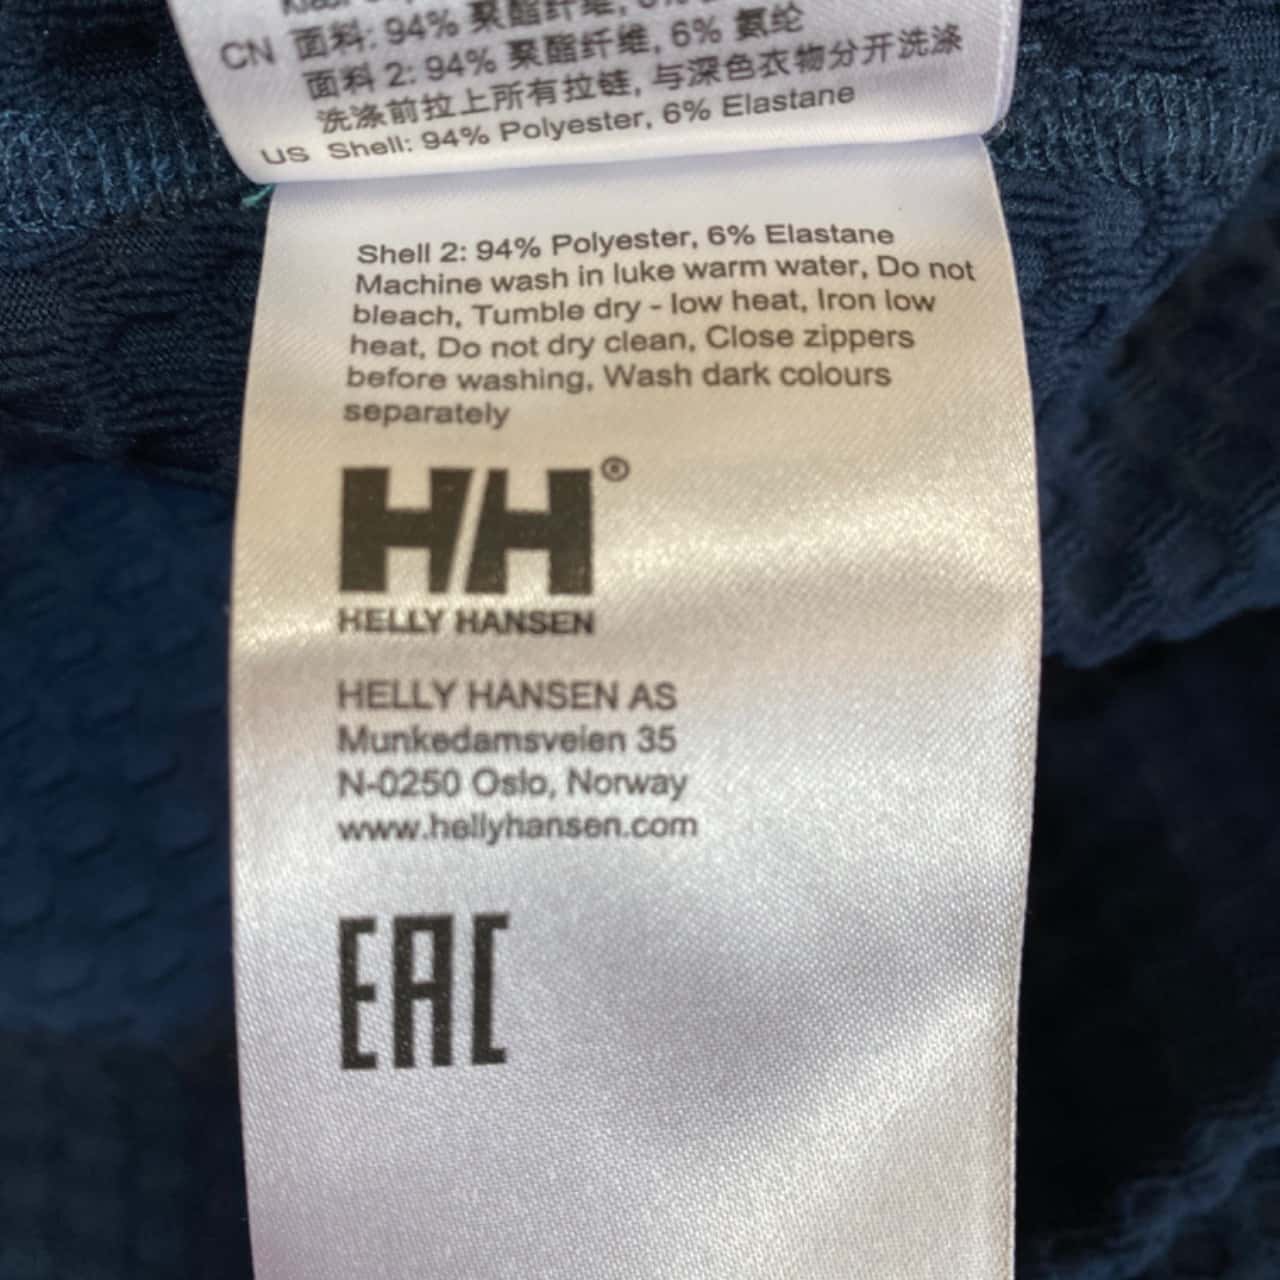 CN 面料: 94% 聚酯纤维, 6%
面料 2: 94% 聚酯纤维, 6% 氨纶
洗涤前拉上所有拉链, 与深色衣物分开洗涤
US Shell: 94% Polyester, 6% Elastane
Shell 2: 94% Polyester, 6% Elastane
Machine wash in luke warm water, Do not
bleach, Tumble dry - low heat, Iron low
heat, Do not dry clean, Close zippers
before washing, Wash dark colours
separately
HH®
HELLY HANSEN
HELLY HANSEN AS
Munkedamsveien 35
N-0250 Oslo, Norway
www.hellyhansen.com
EAC